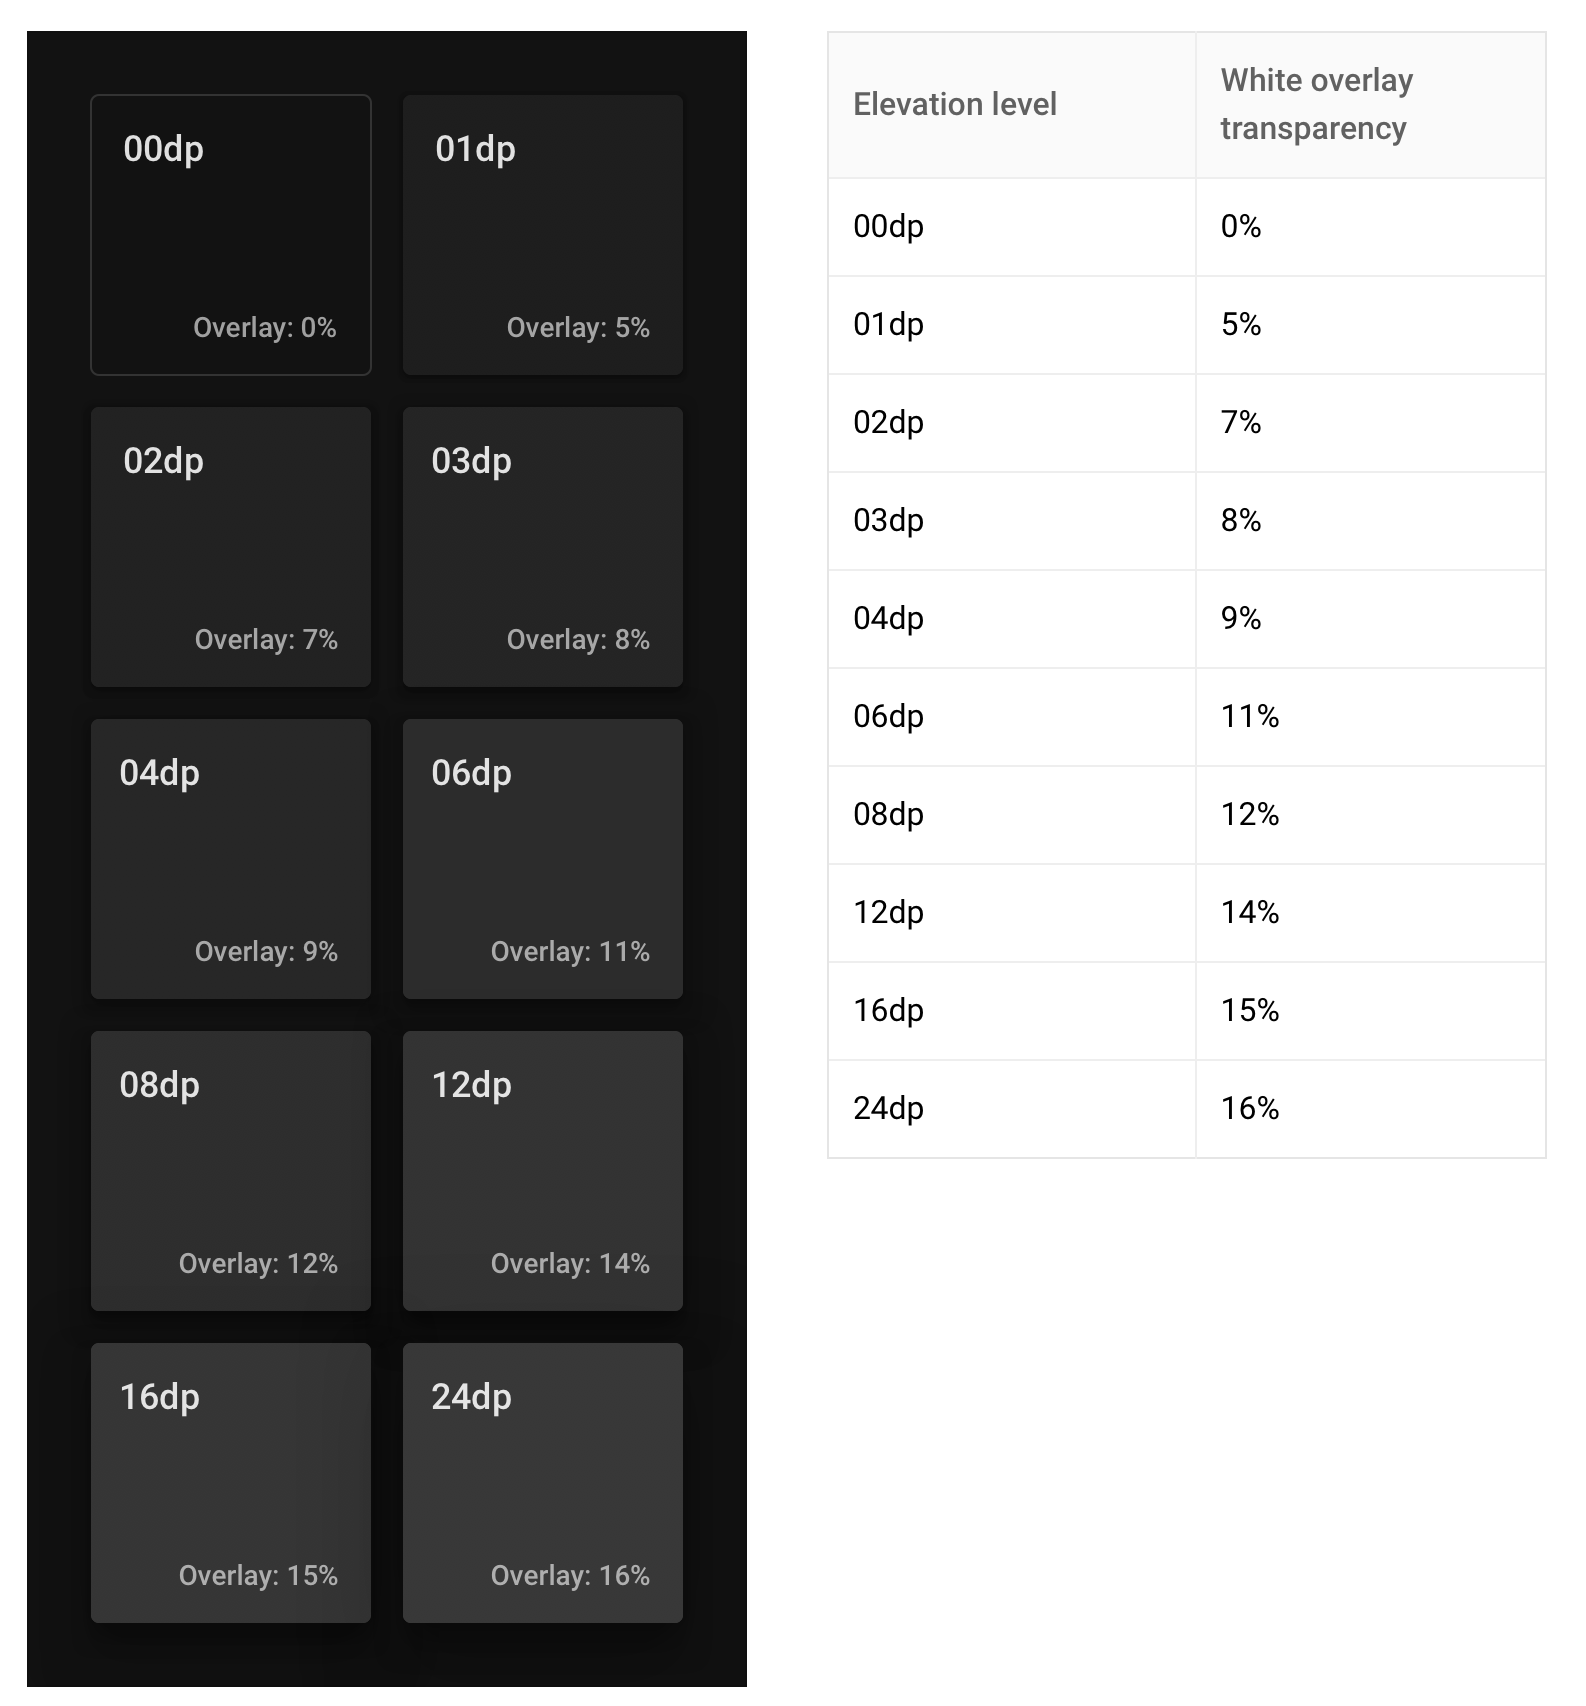 00dp
Overlay: 0%
01dp
Overlay: 5%
02dp
Overlay: 7%
03dp
Overlay: 8%
04dp
Overlay: 9%
06dp
Overlay: 11%
08dp
Overlay: 12%
12dp
Overlay: 14%
16dp
Overlay: 15%
24dp
Overlay: 16%
Elevation level
White overlay
transparency
00dp
0%
01dp
5%
02dp
7%
03dp
8%
04dp
9%
06dp
11%
08dp
12%
12dp
14%
16dp
15%
24dp
16%